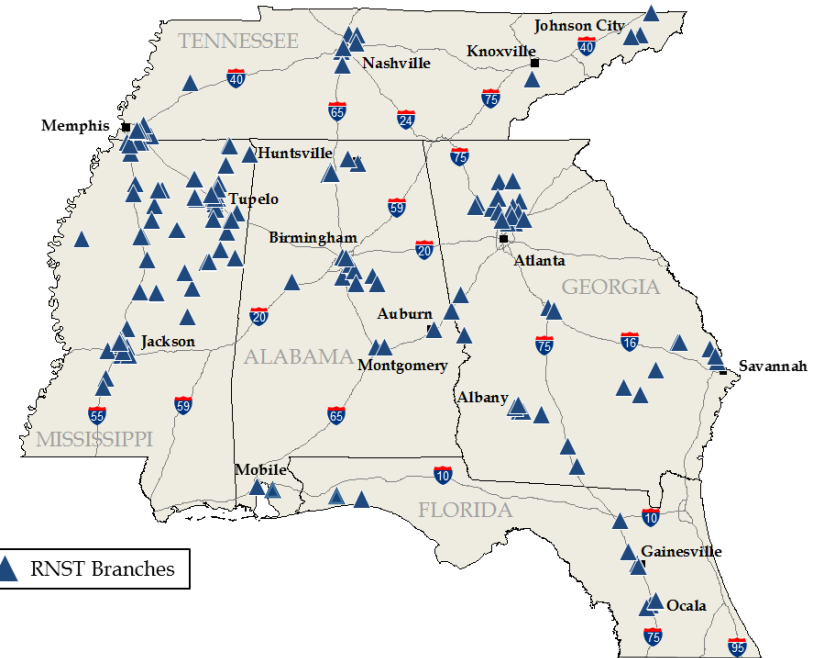 Johnson City
TENNESSEE
40
Knoxville
Nashville
40
75
65
24
Memphis
Huntsville
75
Tupelo
59
Birmingham
20
Atlanta
GEORGIA
Auburn
20
Jackson
75
16
ALABAMA
Montgomery
Savannah
Albany
55
59
65
MISSISSIPPI
Mobile
10
FLORIDA
10
Gainesville
RNST Branches
Ocala
75
95